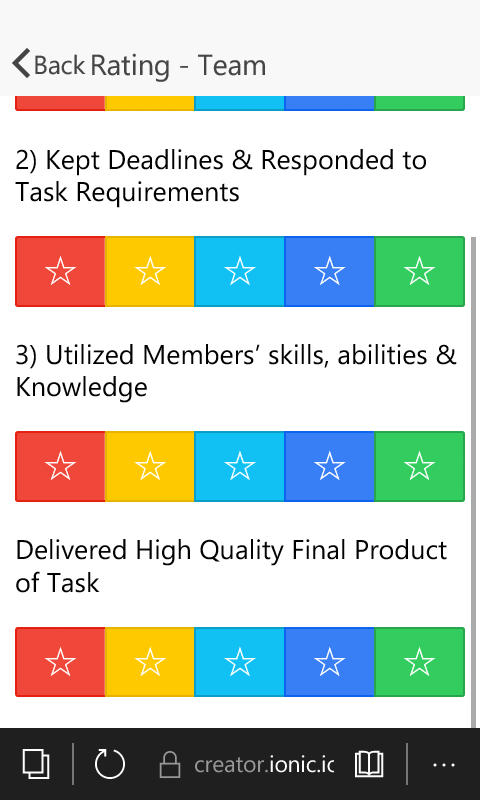 Back Rating - Team
2) Kept Deadlines & Responded to
Task Requirements
3) Utilized Members’ skills, abilities &
Knowledge
Delivered High Quality Final Product
of Task
creator.ionic.ic